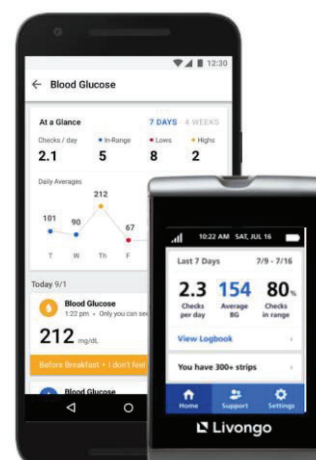 12:30
Blood Glucose
At a Glance 7 DAYS 4 WEEKS
Checks / day In-Range Lows Highs
2.1 5 8 2
Daily Averages
212
101 90 67
T W Th F
Today 9/1
Blood Glucose
1:22 pm • Only you can see
212 mg/dL
Before Breakfast • I don't feel
Blood Glucose
10:22 AM SAT, JUL 16
Last 7 Days 7/9 - 7/16
2.3 154 80%
Checks Average Checks
per day BG in range
View Logbook
You have 300+ strips
Home Support Settings
Livongo